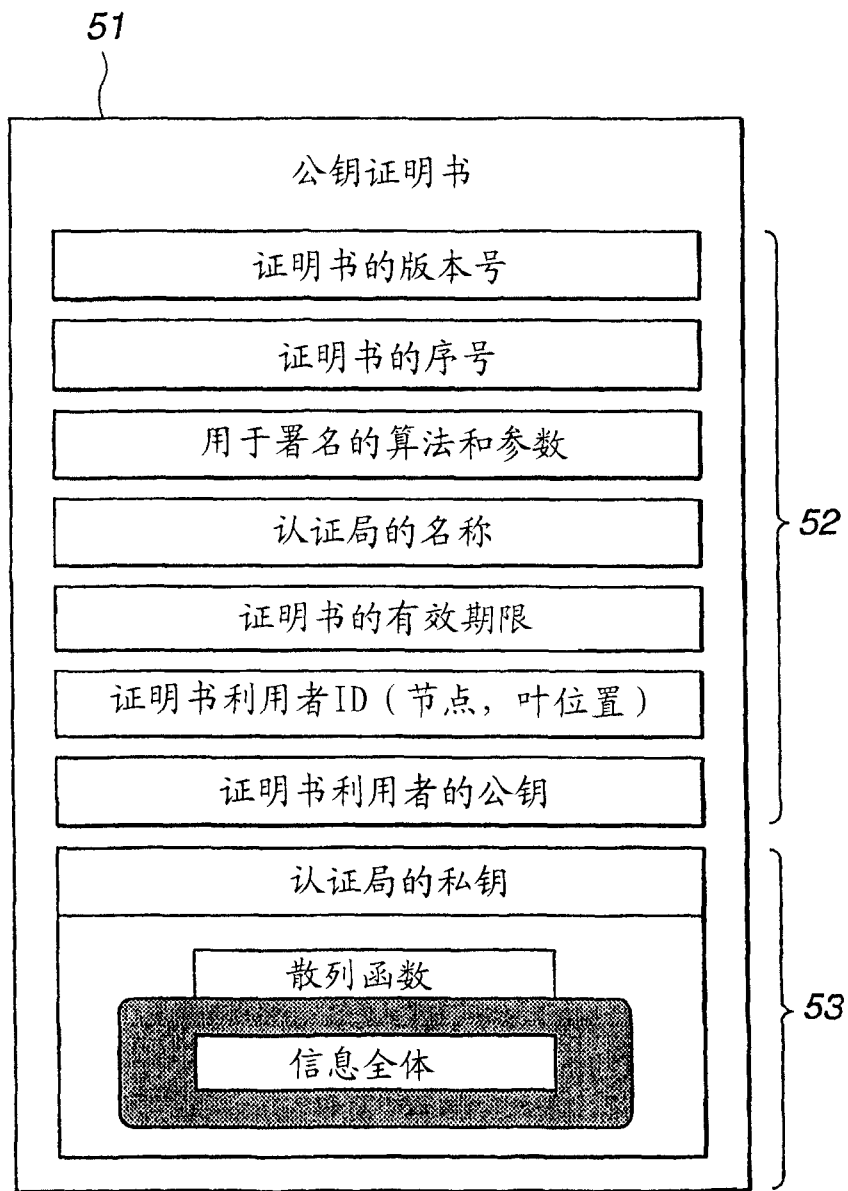 51
公钥证明书
证明书的版本号
证明书的序号
用于署名的算法和参数
认证局的名称
52
证明书的有效期限
证明书利用者ID(节点,叶位置)
证明书利用者的公钥
认证局的私钥
散列函数
53
信息全体